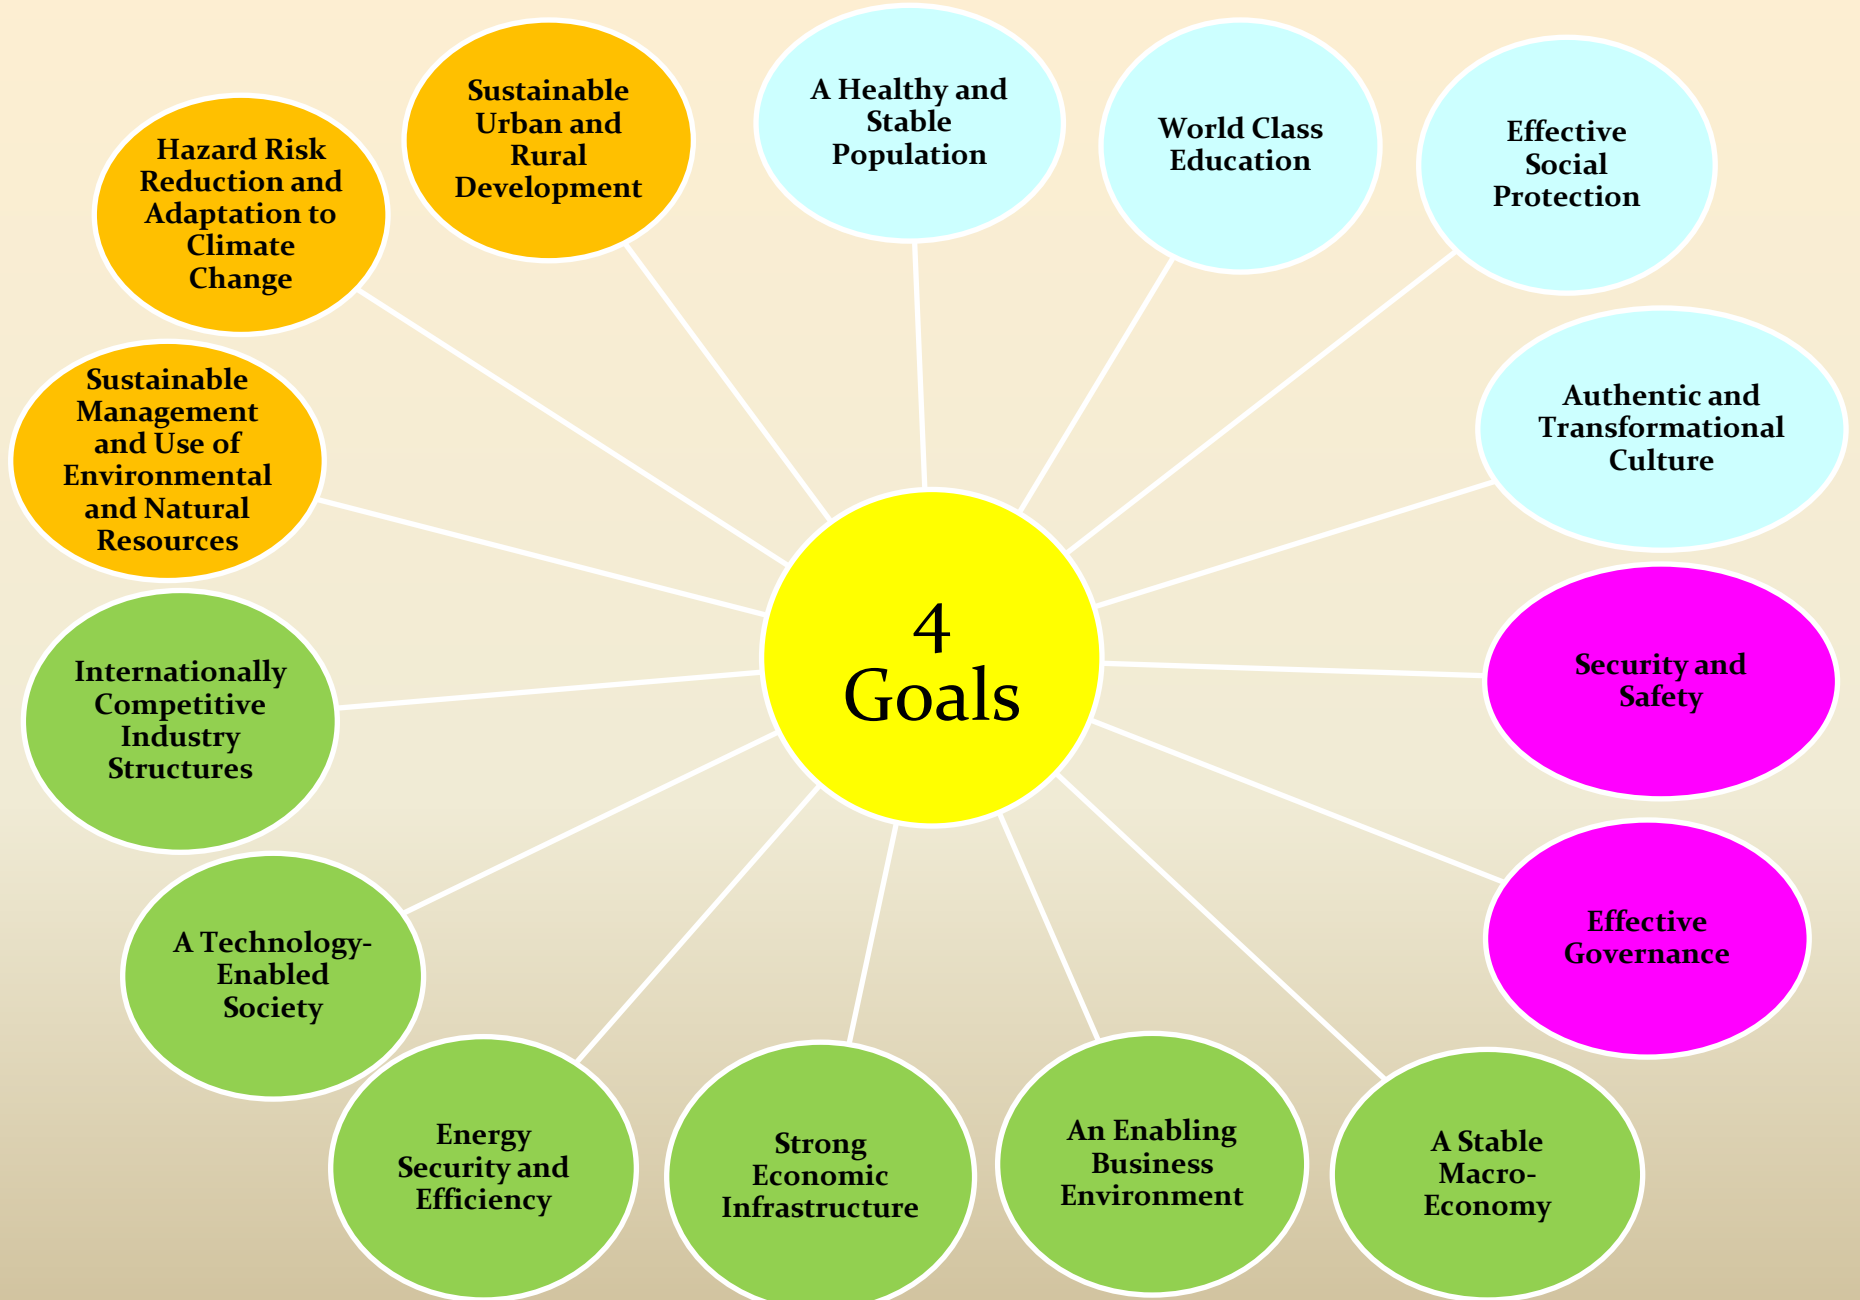 Sustainable
Urban and
Rural
Development
A Healthy and
Stable
Population
World Class
Education
Effective
Social
Protection
Hazard Risk
Reduction and
Adaptation to
Climate
Change
Authentic and
Transformational
Culture
Sustainable
Management
and Use of
Environmental
and Natural
Resources
4
Goals
Security and
Safety
Internationally
Competitive
Industry
Structures
Effective
Governance
A Technology-
Enabled
Society
Energy
Security and
Efficiency
Strong
Economic
Infrastructure
An Enabling
Business
Environment
A Stable
Macro-
Economy